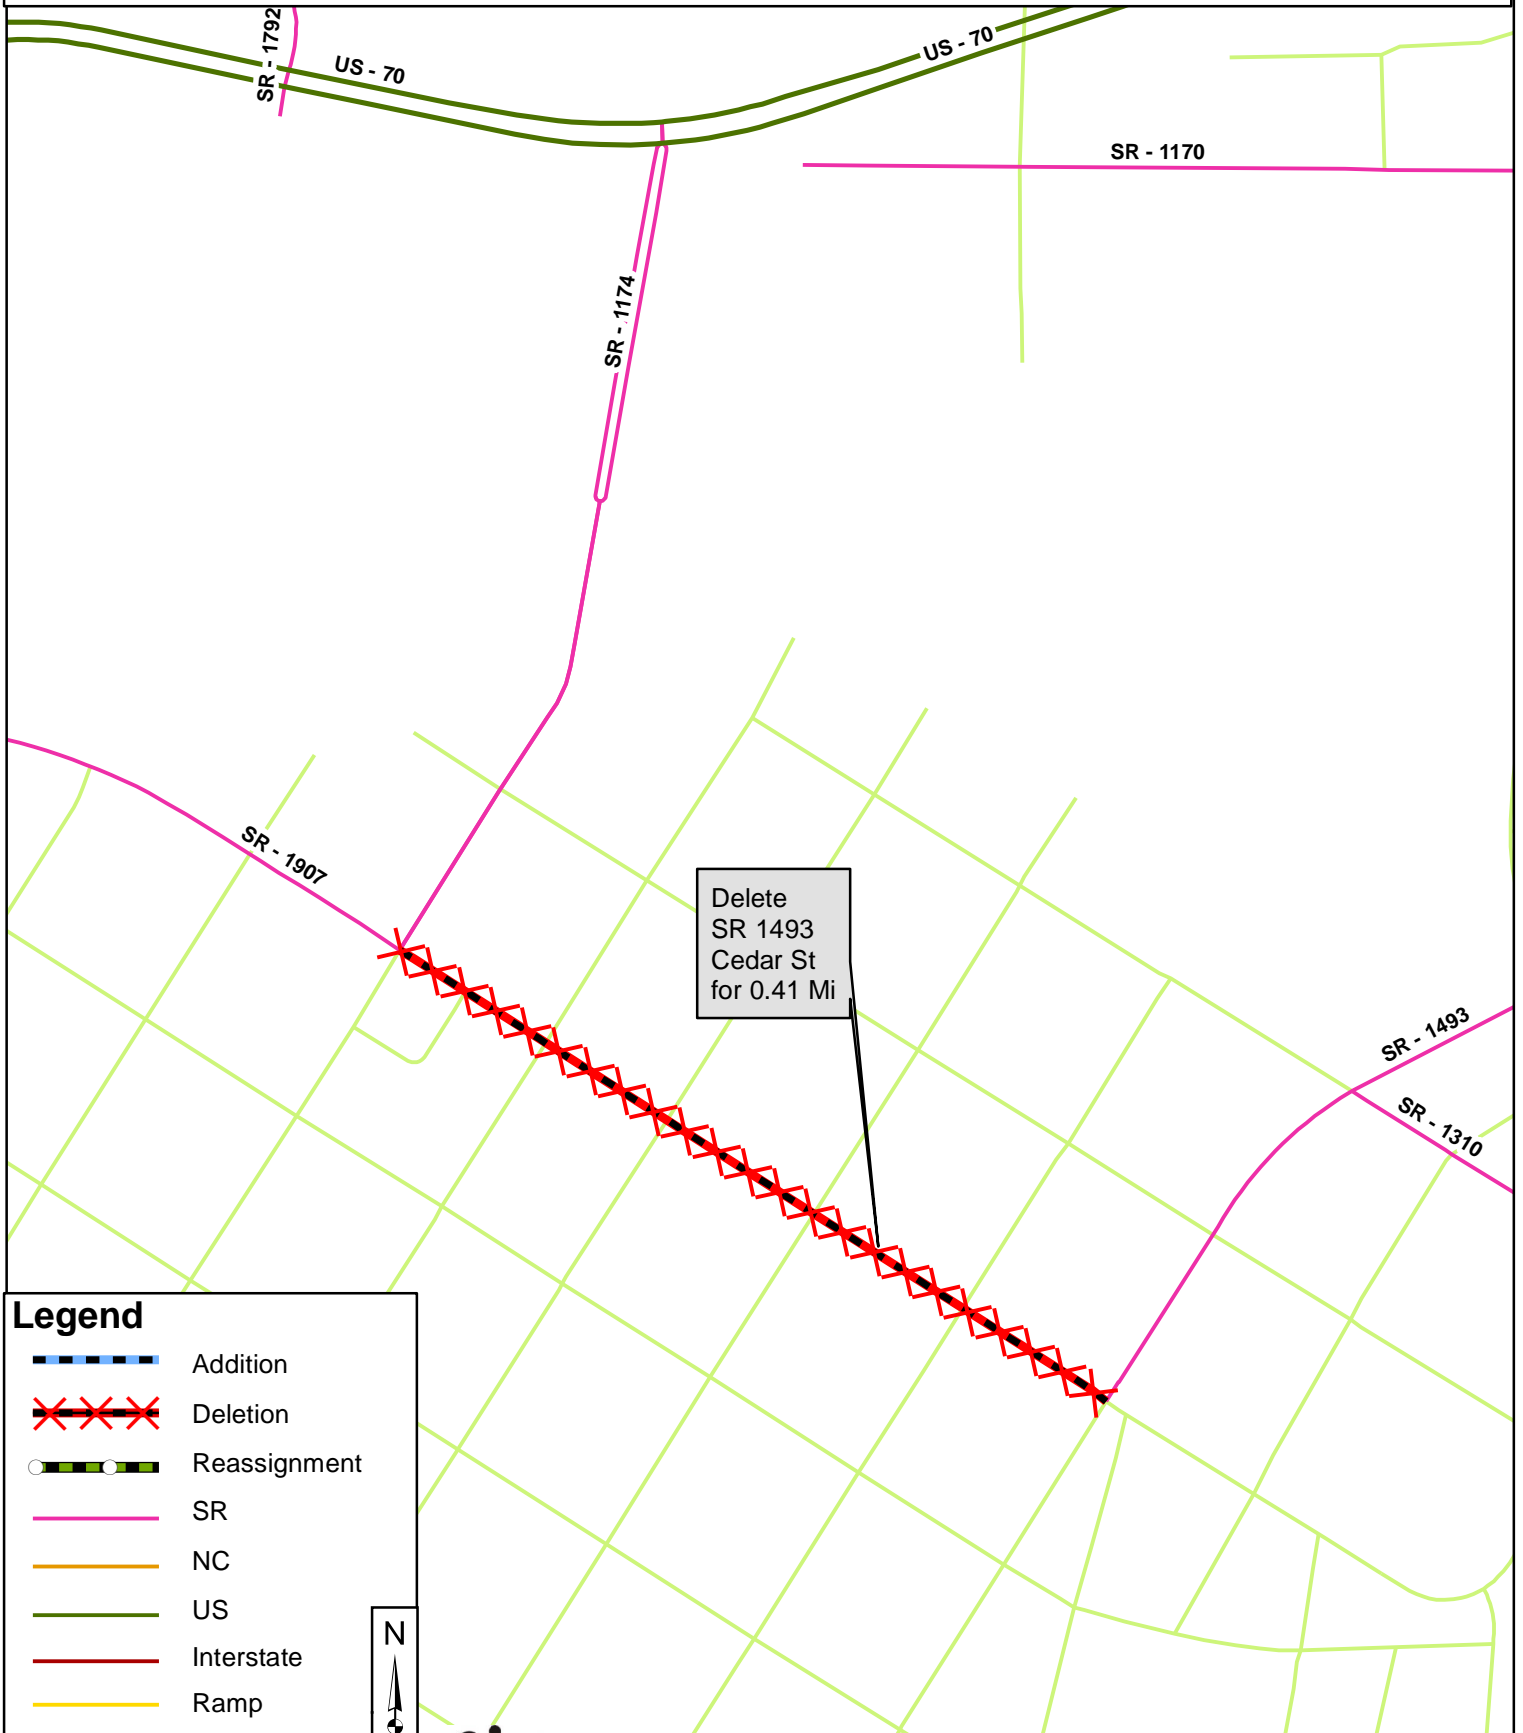 SR - 1792
US - 70
US - 70
SR - 1170
SR - 1174
SR - 1907
Delete
SR 1493
Cedar St
for 0.41 Mi
SR - 1493
SR - 1310
Legend
Addition
Deletion
Reassignment
SR
NC
US
Interstate
Ramp
N